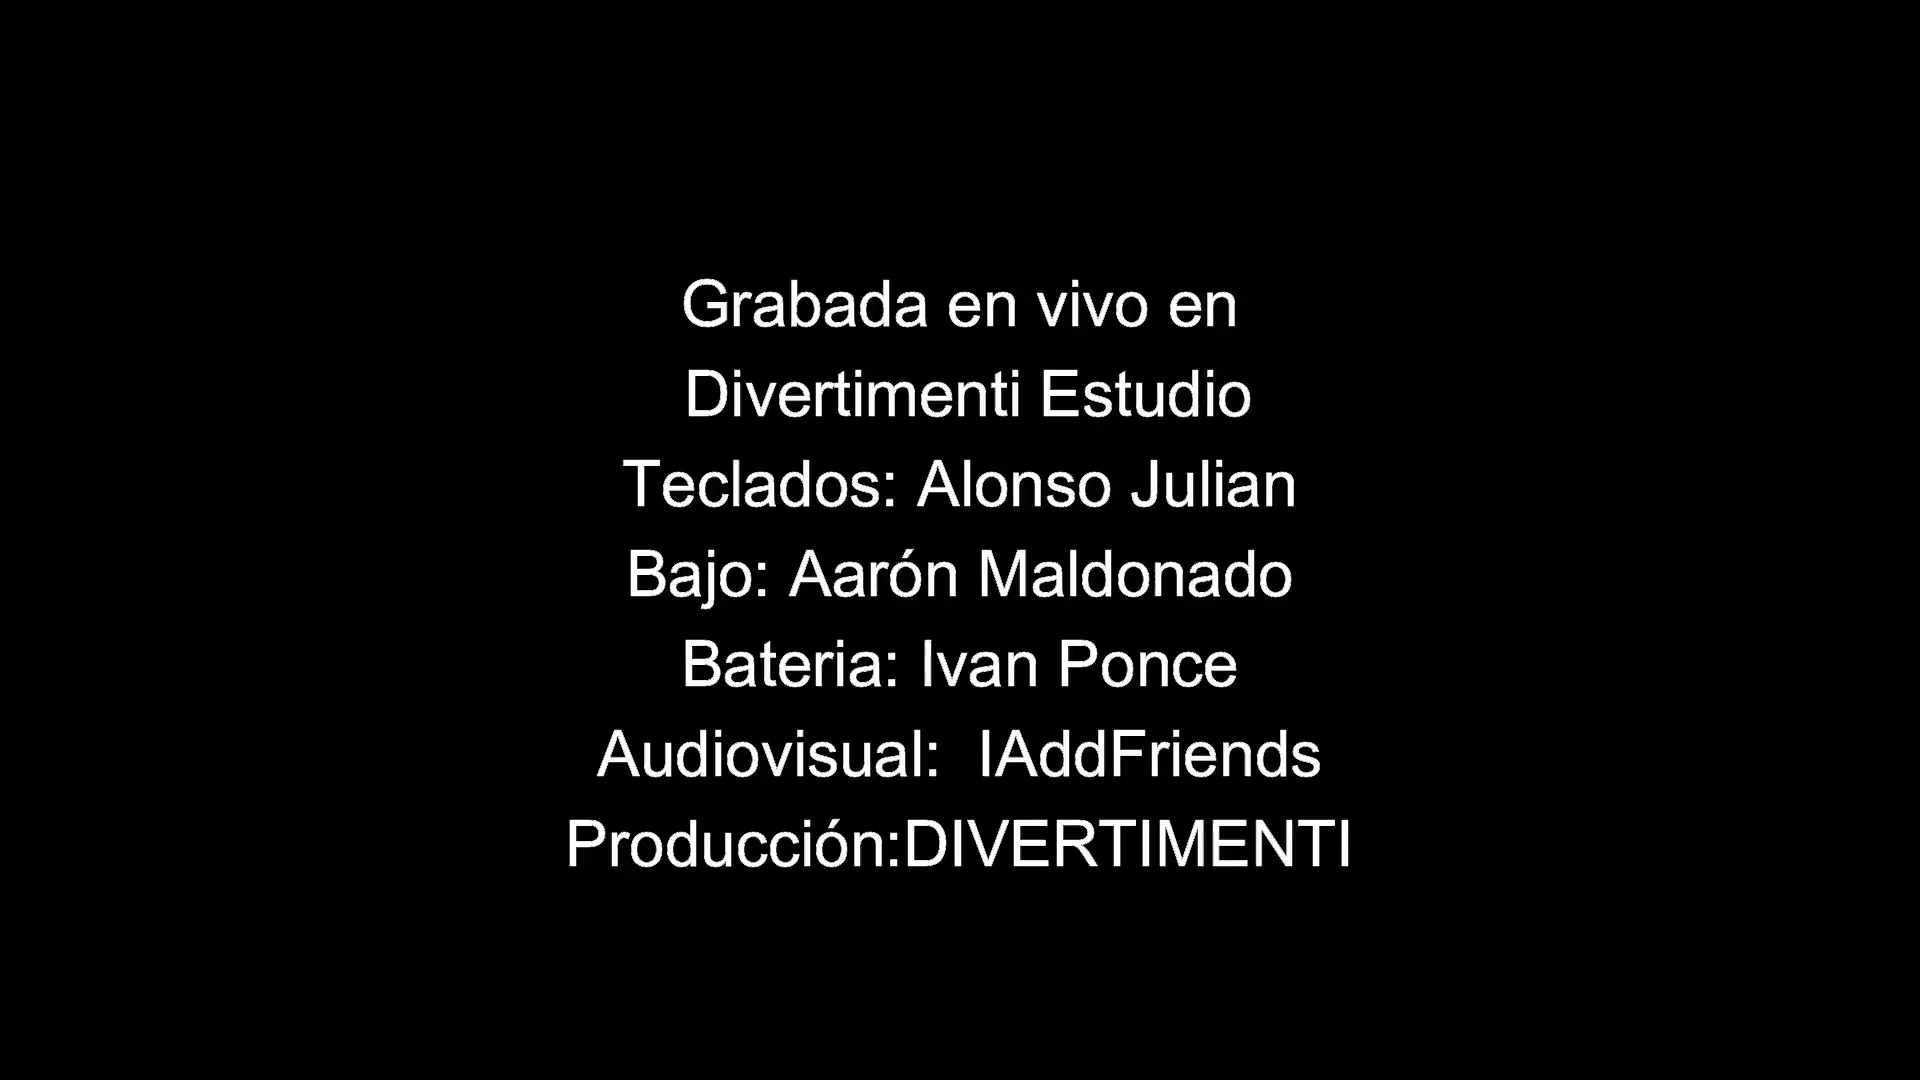 Grabada en vivo en
Divertimenti Estudio
Teclados: Alonso Julian
Bajo: Aarón Maldonado
Bateria: Ivan Ponce
Audiovisual:  IAddFriends
Producción:DIVERTIMENTI